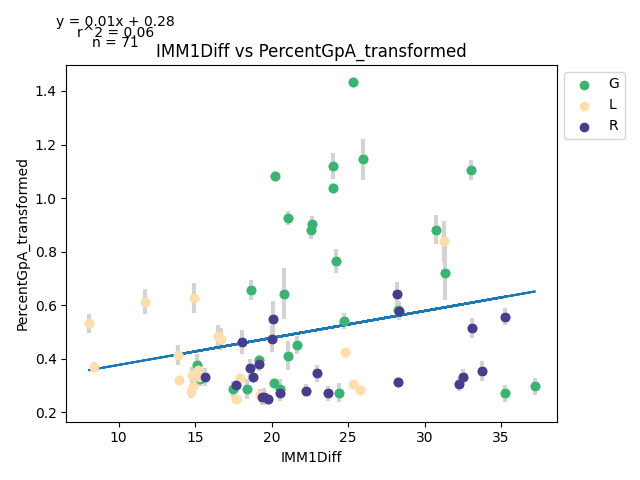 y = 0.01x + 0.28
r^2 = 0.06
n = 71
IMM1Diff vs PercentGpA_transformed
G
L
R
1.4
1.2
1.0
0.8
0.6
0.4
0.2
PercentGpA_transformed
10 15 20 25 30 35
IMM1Diff